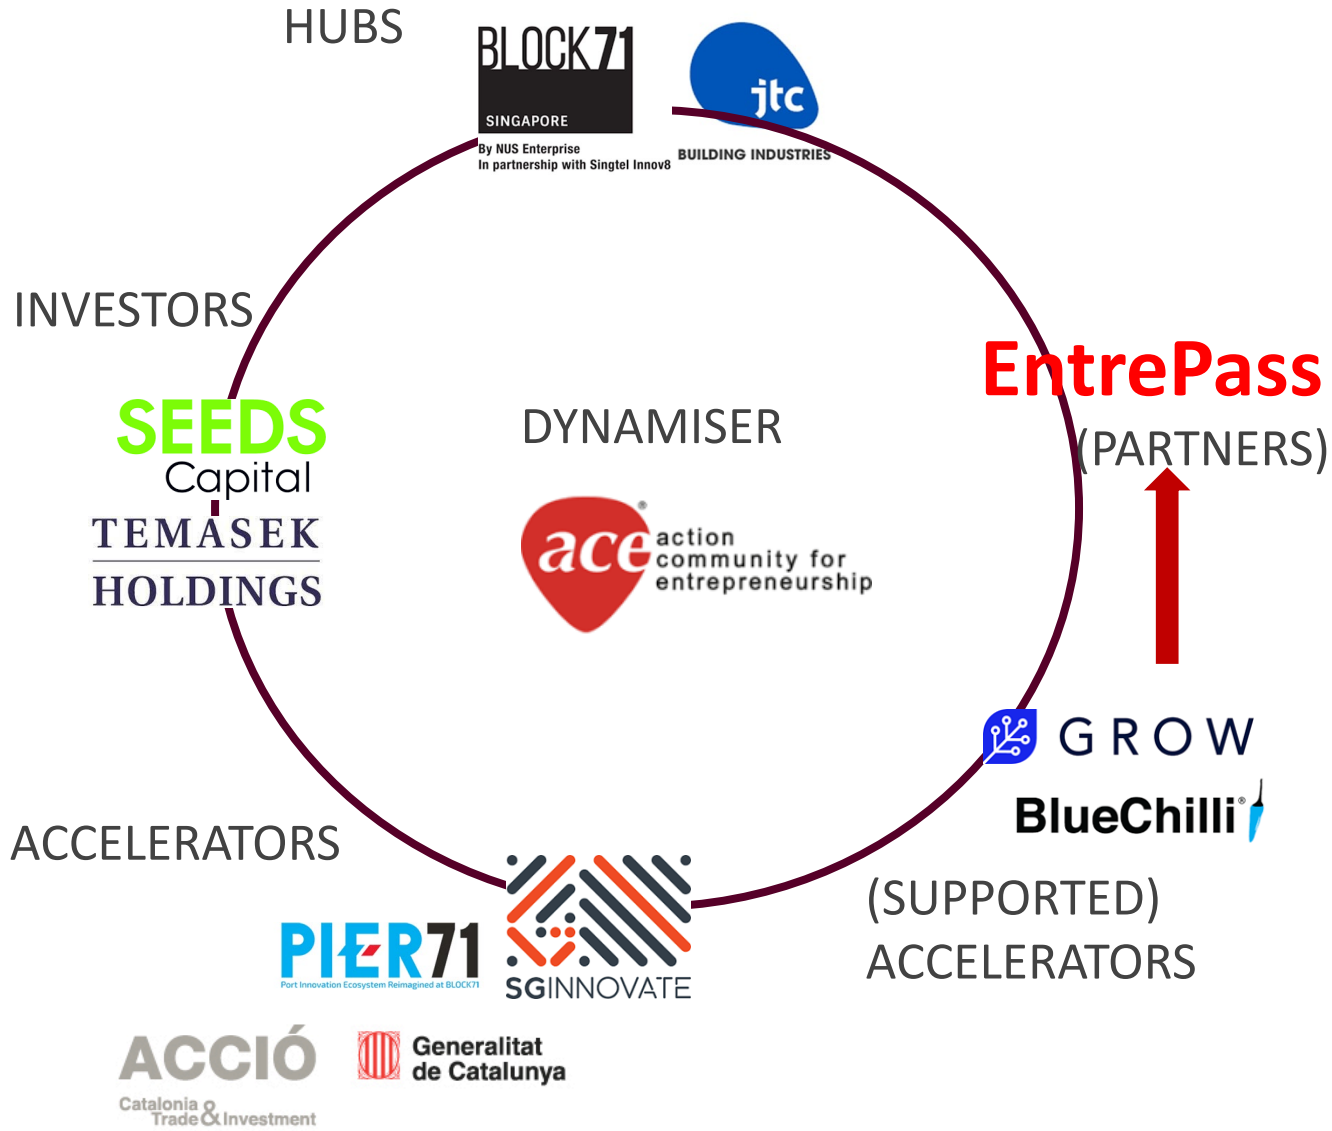 HUBS
BLOCK71
SINGAPORE
By NUS Enterprise
In partnership with Singtel Innov8
jtc
BUILDING INDUSTRIES
INVESTORS
SEEDS
Capital
TEMASEK
HOLDINGS
DYNAMISER
ace® action
community for
entrepreneurship
EntrePass
(PARTNERS)
GROW
BlueChilli®
(SUPPORTED)
ACCELERATORS
ACCELERATORS
PIER71
Port Innovation Ecosystem Reimagined at BLOCK71
SGINNOVATE
ACCIÓ
Catalonia
Trade & Investment
Generalitat
de Catalunya